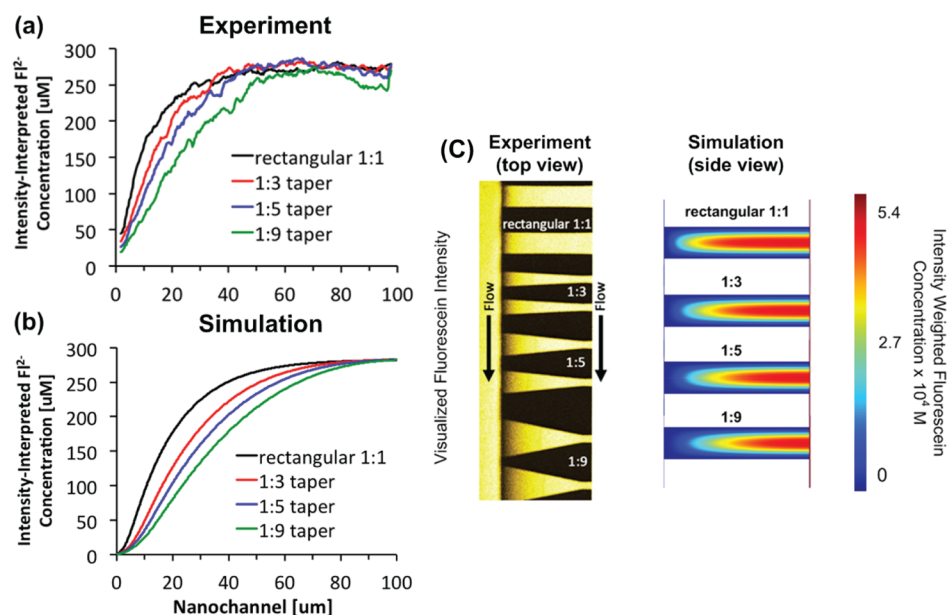 (a)
Experiment
Intensity-Interpreted Fl²⁻
Concentration [uM]
300
250
200
150
100
50
0
rectangular 1:1
1:3 taper
1:5 taper
1:9 taper
0
20
40
60
80
100
(b)
Simulation
Intensity-Interpreted Fl²⁻
Concentration [uM]
300
250
200
150
100
50
0
rectangular 1:1
1:3 taper
1:5 taper
1:9 taper
0
20
40
60
80
100
Nanochannel [um]
(C)
Experiment
(top view)
Visualized Fluorescein Intensity
rectangular 1:1
1:3
1:5
1:9
Flow
Flow
Simulation
(side view)
rectangular 1:1
1:3
1:5
1:9
5.4
2.7
0
Intensity Weighted Fluorescein
Concentration x 10⁴ M